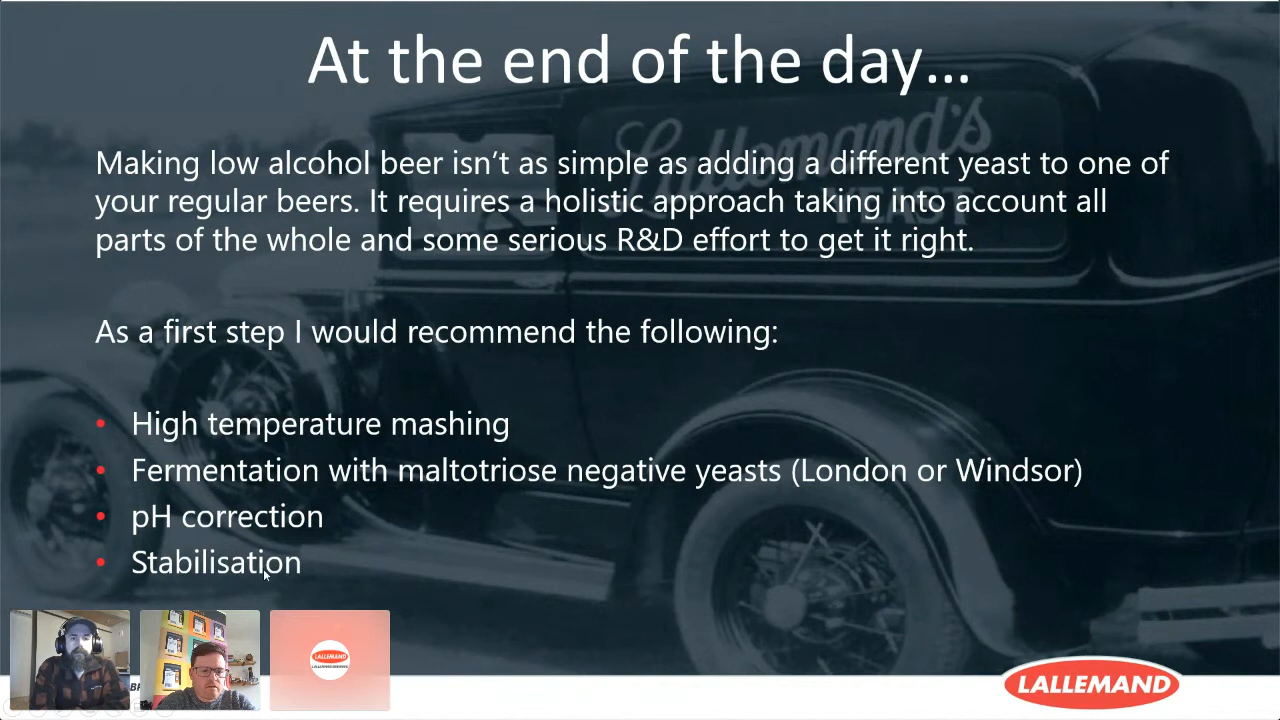 At the end of the day...
Lallemand's
YEAST
Making low alcohol beer isn't as simple as adding a different yeast to one of
your regular beers. It requires a holistic approach taking into account all
parts of the whole and some serious R&D effort to get it right.
As a first step I would recommend the following:
• High temperature mashing
• Fermentation with maltotriose negative yeasts (London or Windsor)
• pH correction
• Stabilisation
LALLEMAND
LALLEMAND